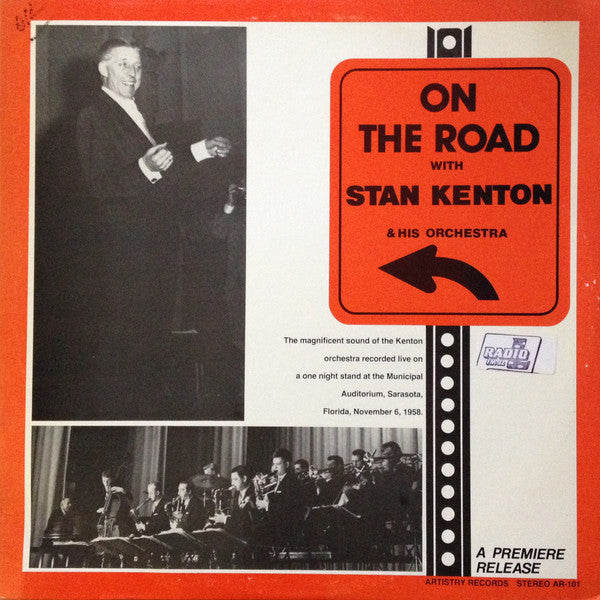 ON
THE ROAD
WITH
STAN KENTON
& HIS ORCHESTRA
The magnificent sound of the Kenton
orchestra recorded live on
a one night stand at the Municipal
Auditorium, Sarasota,
Florida, November 6, 1958.
RADIO
A PREMIERE
RELEASE
ARTISTRY RECORDS STEREO AR-101